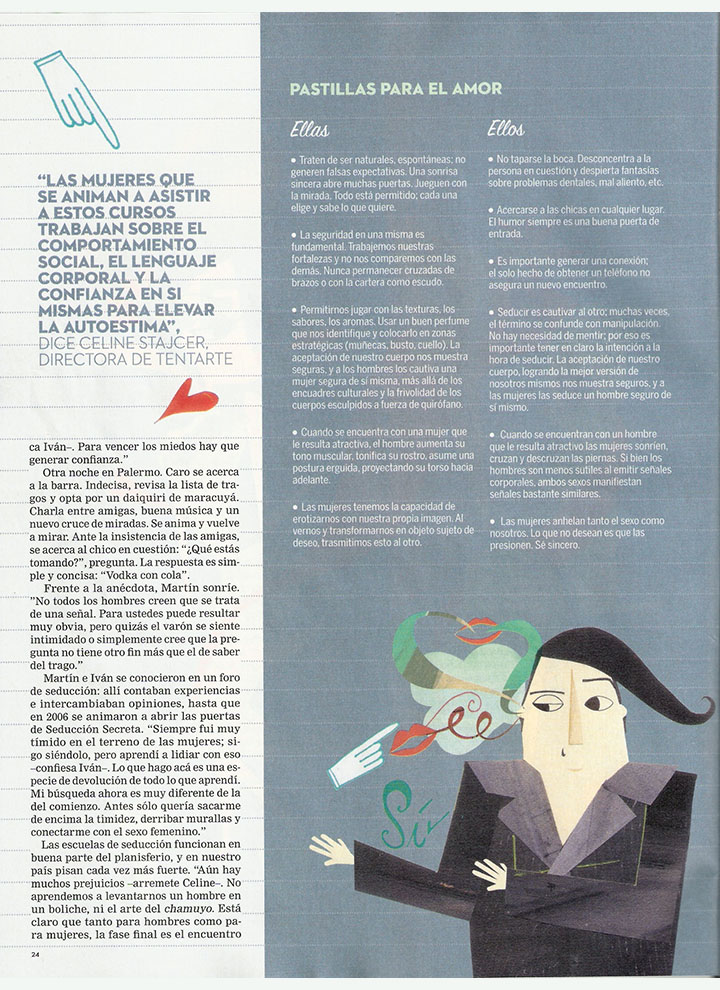 “LAS MUJERES QUE
SE ANIMAN A ASISTIR
A ESTOS CURSOS
TRABAJAN SOBRE EL
COMPORTAMIENTO
SOCIAL, EL LENGUAJE
CORPORAL Y LA
CONFIANZA EN SI
MISMAS PARA ELEVAR
LA AUTOESTIMA”,
DICE CELINE STAJCER,
DIRECTORA DE TENTARTE
ca Iván–. Para vencer los miedos hay que
generar confianza.”
Otra noche en Palermo. Caro se acerca
a la barra. Indecisa, revisa la lista de tra-
gos y opta por un daiquiri de maracuyá.
Charla entre amigas, buena música y un
nuevo cruce de miradas. Se anima y vuelve
a mirar. Ante la insistencia de las amigas,
se acerca al chico en cuestión: “¿Qué estás
tomando?”, pregunta. La respuesta es sim-
ple y concisa: “Vodka con cola”.
Frente a la anécdota, Martín sonríe.
”No todos los hombres creen que se trata
de una señal. Para ustedes puede resultar
muy obvia, pero quizás el varón se siente
intimidado o simplemente cree que la pre-
gunta no tiene otro fin más que el de saber
del trago.”
Martín e Iván se conocieron en un foro
de seducción: allí contaban experiencias
e intercambiaban opiniones, hasta que
en 2006 se animaron a abrir las puertas
de Seducción Secreta. “Siempre fui muy
tímido en el terreno de las mujeres; si-
go siéndolo, pero aprendí a lidiar con eso
–confiesa Iván–. Lo que hago acá es una es-
pecie de devolución de todo lo que aprendí.
Mi búsqueda ahora es muy diferente de la
del comienzo. Antes sólo quería sacarme
de encima la timidez, derribar murallas y
conectarme con el sexo femenino.”
Las escuelas de seducción funcionan en
buena parte del planisferio, y en nuestro
país pisan cada vez más fuerte. “Aún hay
muchos prejuicios –arremete Celine–. No
aprendemos a levantarnos un hombre en
un boliche, ni el arte del chamuyo. Está
claro que tanto para hombres como pa-
ra mujeres, la fase final es el encuentro
24
PASTILLAS PARA EL AMOR
Ellas
• Traten de ser naturales, espontáneas; no
generen falsas expectativas. Una sonrisa
sincera abre muchas puertas. Jueguen con
la mirada. Todo está permitido; cada una
elige y sabe lo que quiere.
• La seguridad en una misma es
fundamental. Trabajemos nuestras
fortalezas y no nos comparemos con las
demás. Nunca permanecer cruzadas de
brazos o con la cartera como escudo.
• Permitirnos jugar con las texturas, los
sabores, los aromas. Usar un buen perfume
que nos identifique y colocarlo en zonas
estratégicas (muñecas, busto, cuello). La
aceptación de nuestro cuerpo nos muestra
seguras, y a los hombres los cautiva una
mujer segura de sí misma, más allá de los
encuadres culturales y la frivolidad de los
cuerpos esculpidos a fuerza de quirófano.
• Cuando se encuentra con una mujer que
le resulta atractiva, el hombre aumenta su
tono muscular, tonifica su rostro, asume una
postura erguida, proyectando su torso hacia
adelante.
• Las mujeres tenemos la capacidad de
erotizarnos con nuestra propia imagen. Al
vernos y transformarnos en objeto sujeto de
deseo, trasmitimos esto al otro.
Ellos
• No taparse la boca. Desconcentra a la
persona en cuestión y despierta fantasías
sobre problemas dentales, mal aliento, etc.
• Acercarse a las chicas en cualquier lugar.
El humor siempre es una buena puerta de
entrada.
• Es importante generar una conexión;
el solo hecho de obtener un teléfono no
asegura un nuevo encuentro.
• Seducir es cautivar al otro; muchas veces,
el término se confunde con manipulación.
No hay necesidad de mentir; por eso es
importante tener en claro la intención a la
hora de seducir. La aceptación de nuestro
cuerpo, logrando la mejor versión de
nosotros mismos nos muestra seguros, y a
las mujeres las seduce un hombre seguro de
sí mismo.
• Cuando se encuentran con un hombre
que le resulta atractivo las mujeres sonríen,
cruzan y descruzan las piernas. Si bien los
hombres son menos sutiles al emitir señales
corporales, ambos sexos manifiestan
señales bastante similares.
• Las mujeres anhelan tanto el sexo como
nosotros. Lo que no desean es que las
presionen. Sé sincero.
Sí